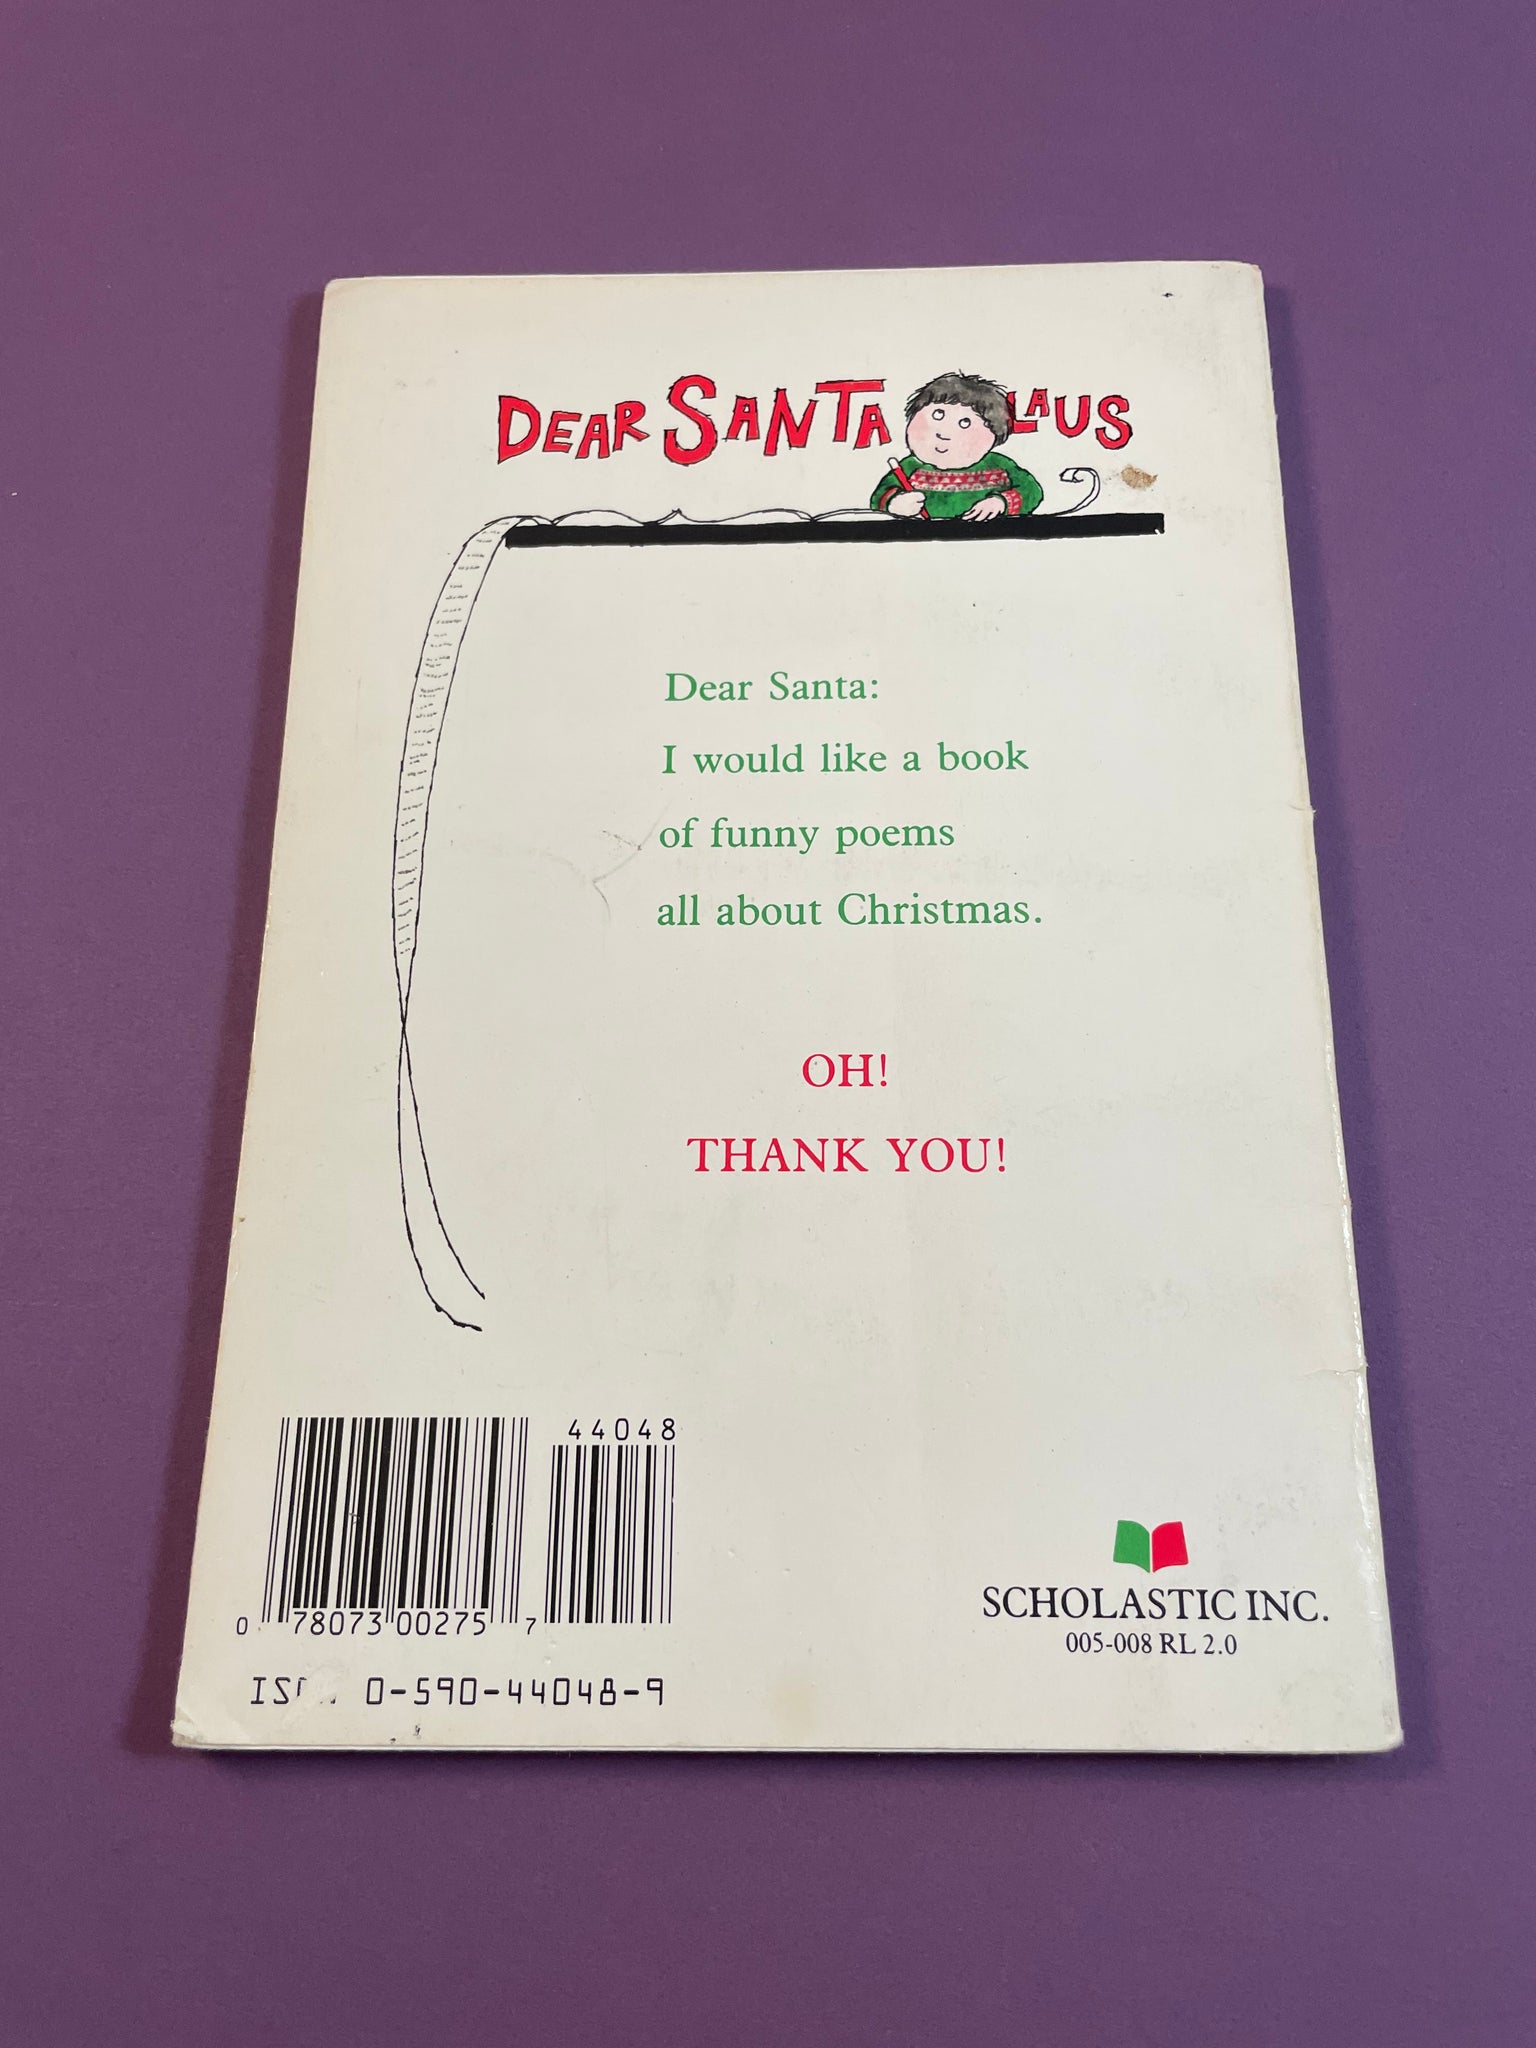 DEAR SANTA LAUS
Dear Santa:
I would like a book
of funny poems
all about Christmas.
OH!
THANK YOU!
44048
0 78073 00275 7
0-590-44048-9
SCHOLASTIC INC.
005-008 RL 2.0